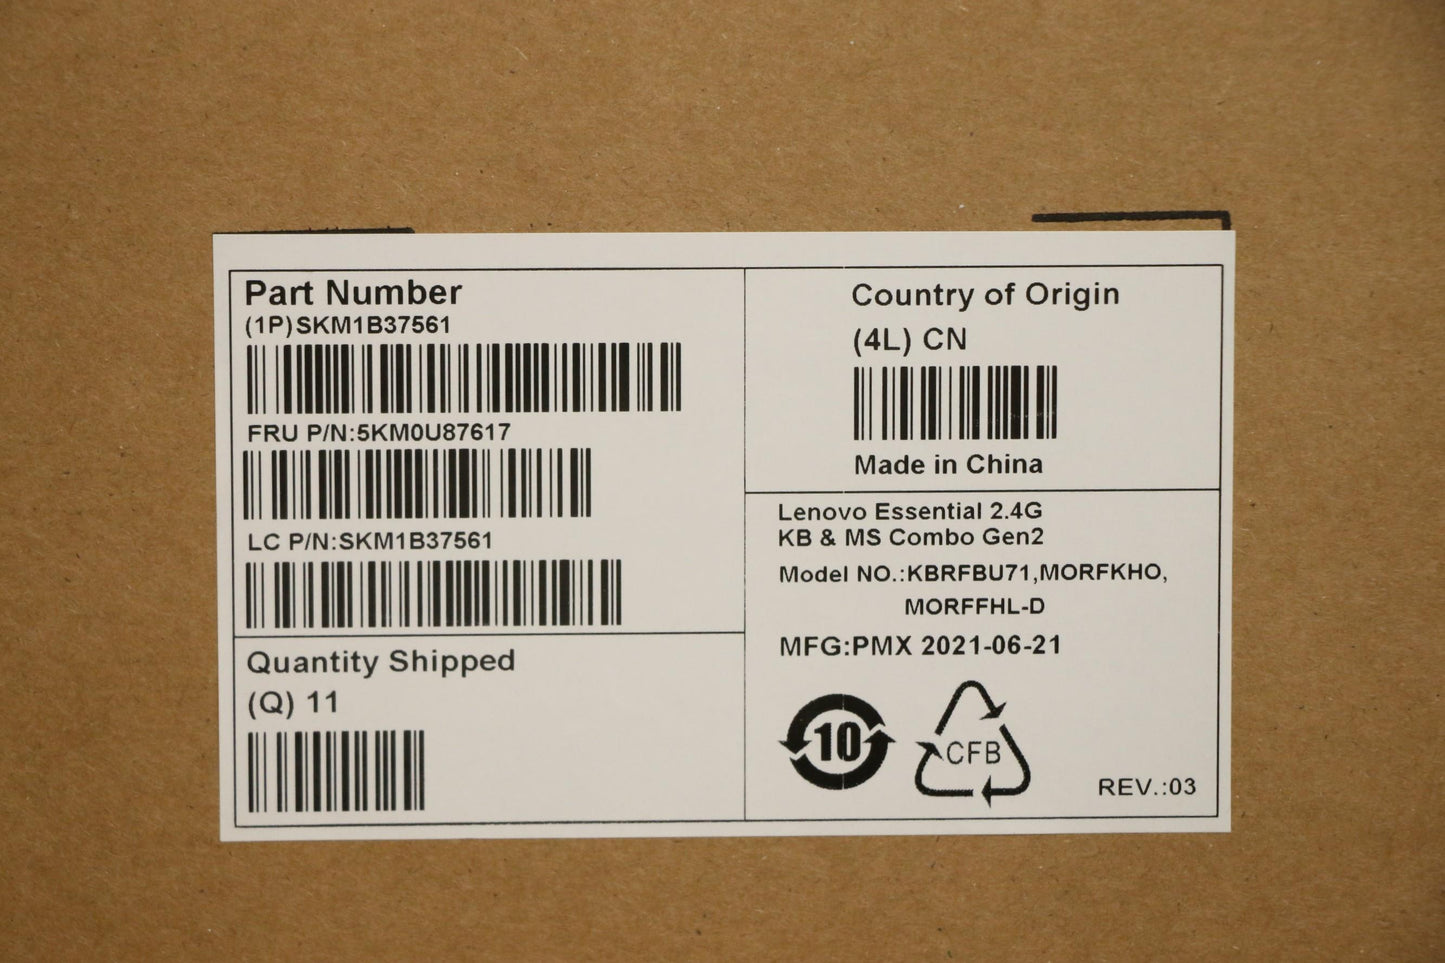 Part Number
(1P)SKM1B37561
FRU P/N:5KM0U87617
LC P/N:SKM1B37561
Quantity Shipped
(Q) 11
Country of Origin
(4L) CN
Made in China
Lenovo Essential 2.4G
KB & MS Combo Gen2
Model NO.:KBRFBU71,MORFKHO,
MORFFHL-D
MFG:PMX 2021-06-21
10
CFB
REV.:03